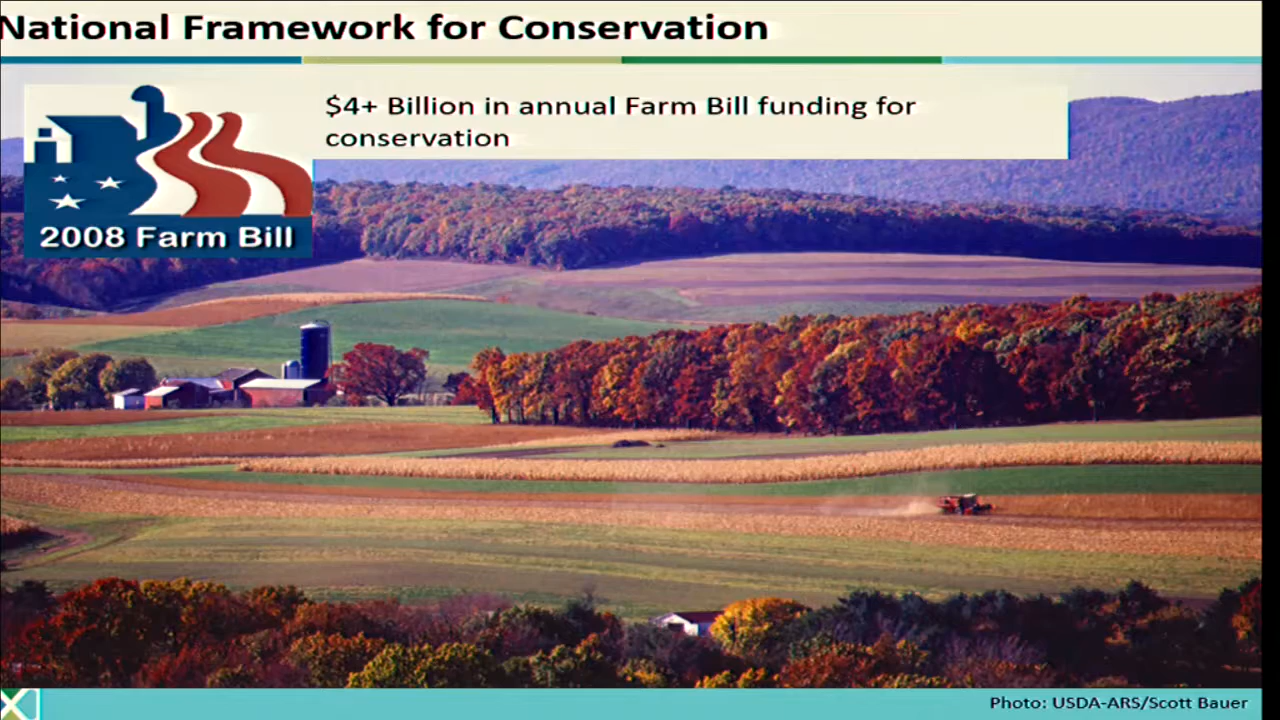 National Framework for Conservation
$4+ Billion in annual Farm Bill funding for
conservation
2008 Farm Bill
Photo: USDA-ARS/Scott Bauer